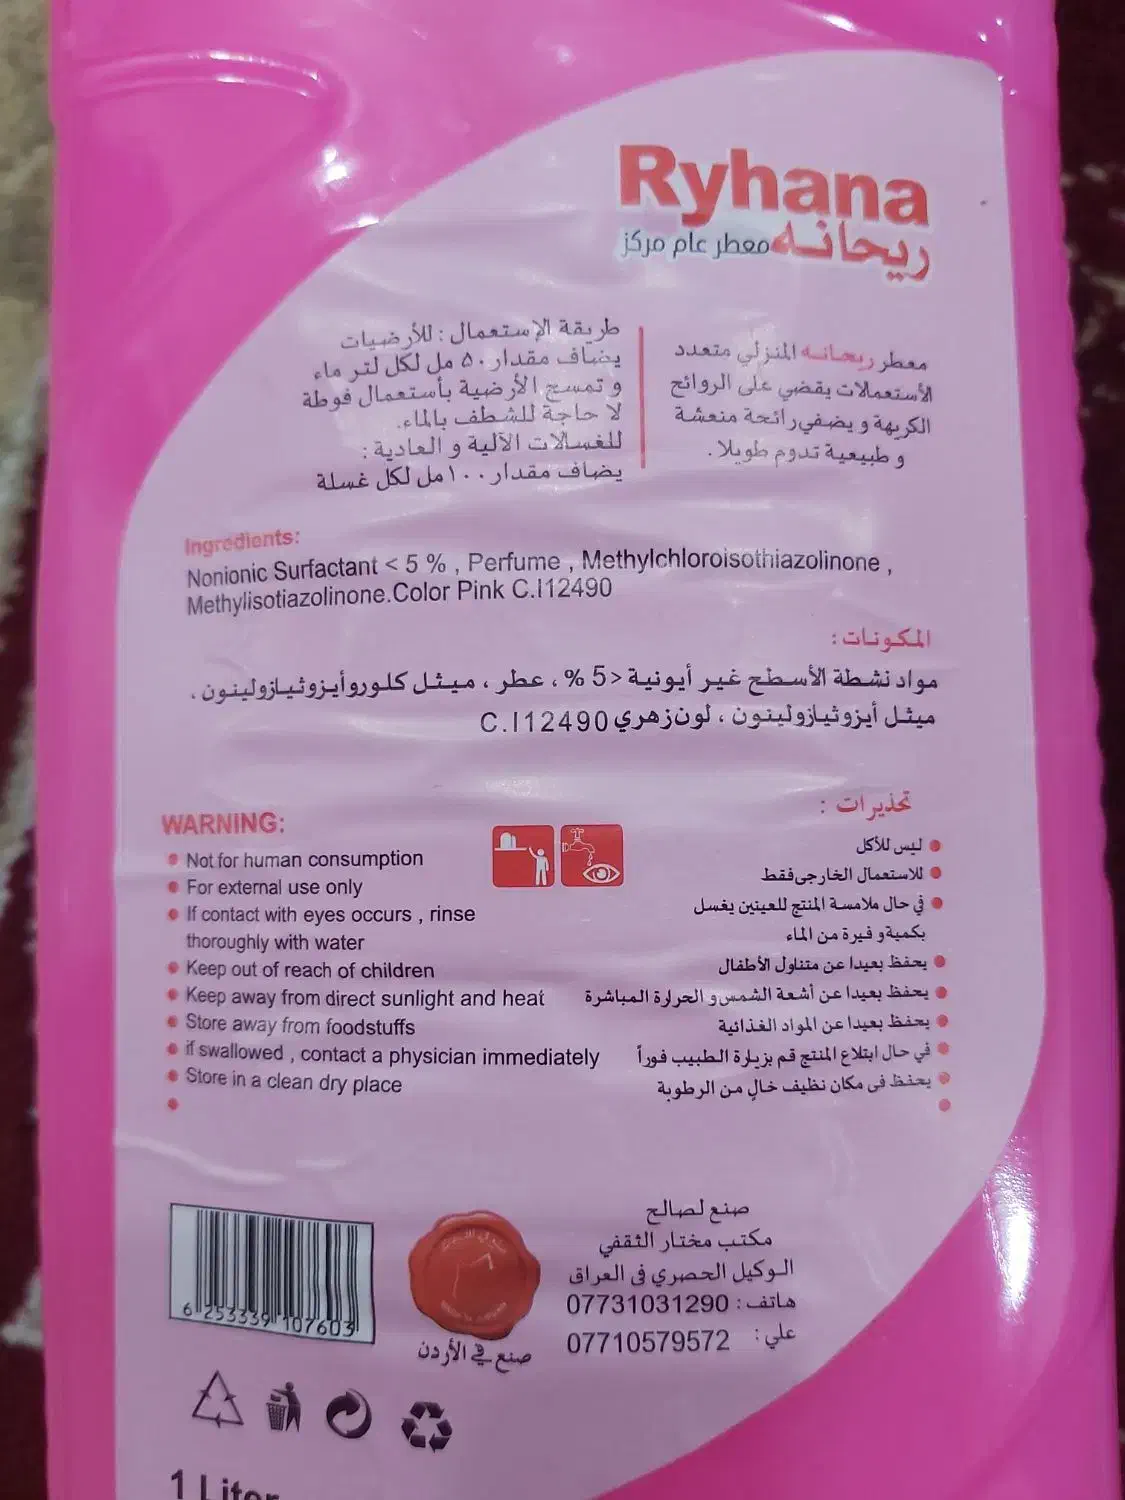 Ryhana
ريحانه معطر عام مركز
معطر ريحانه المنزلي متعدد
الأستعمالات يقضي على الروائح
الكريهة و يضفي رائحة منعشة
و طبيعية تدوم طويلا .
طريقة الإستعمال : للأرضيات
يضاف مقدار ٥٠ مل لكل لتر ماء
و تمسح الأرضية بأستعمال فوطة
لا حاجة للشطف بالماء.
للغسالات الآلية و العادية :
يضاف مقدار ١٠٠ مل لكل غسلة
Ingredients:
Nonionic Surfactant < 5 % , Perfume , Methylchloroisothiazolinone ,
Methylisotiazolinone.Color Pink C.I12490
المكونات :
مواد نشطة الأسطح غير أيونية < 5 % ، عطر ، ميثل كلوروأيزوثيازولينون ،
ميثل أيزوثيازولينون ، لون زهري C.I12490
WARNING:
• Not for human consumption
• For external use only
• If contact with eyes occurs , rinse
thoroughly with water
• Keep out of reach of children
• Keep away from direct sunlight and heat
• Store away from foodstuffs
• if swallowed , contact a physician immediately
• Store in a clean dry place
تحذيرات :
• ليس للأكل
• للاستعمال الخارجي فقط
• في حال ملامسة المنتج للعينين يغسل
بكمية وفيرة من الماء
• يحفظ بعيدا عن متناول الأطفال
• يحفظ بعيدا عن أشعة الشمس و الحرارة المباشرة
• يحفظ بعيدا عن المواد الغذائية
• في حال ابتلاع المنتج قم بزيارة الطبيب فوراً
• يحفظ فى مكان نظيف خالٍ من الرطوبة
صنع لصالح
مكتب مختار الثقفي
الوكيل الحصري فى العراق
هاتف : 07731031290
علي : 07710579572
6 253339 107603
صنع في الأردن
1 Liter